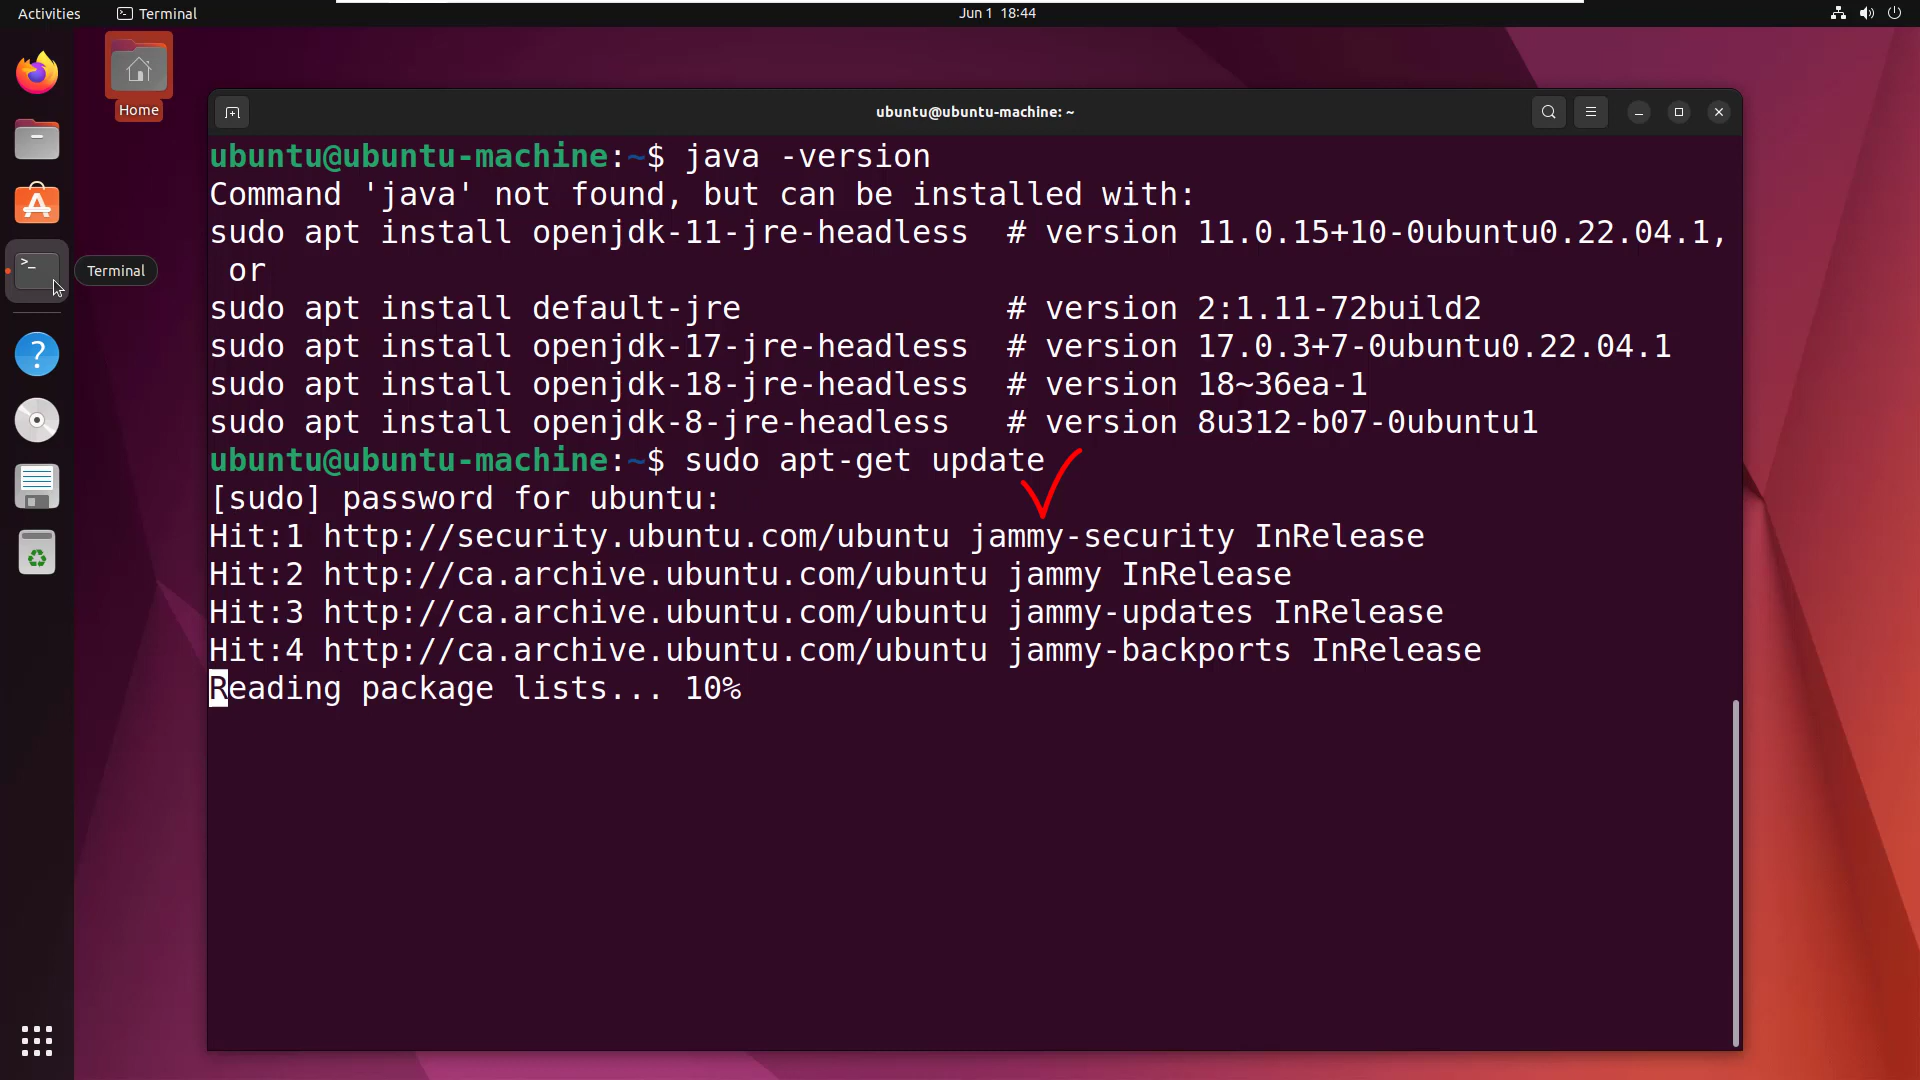 Activities
Terminal
Jun 1 18:44
Home
ubuntu@ubuntu-machine: ~
Terminal
ubuntu@ubuntu-machine:~$ java -version
Command 'java' not found, but can be installed with:
sudo apt install openjdk-11-jre-headless  # version 11.0.15+10-0ubuntu0.22.04.1,
 or
sudo apt install default-jre              # version 2:1.11-72build2
sudo apt install openjdk-17-jre-headless  # version 17.0.3+7-0ubuntu0.22.04.1
sudo apt install openjdk-18-jre-headless  # version 18~36ea-1
sudo apt install openjdk-8-jre-headless   # version 8u312-b07-0ubuntu1
ubuntu@ubuntu-machine:~$ sudo apt-get update
[sudo] password for ubuntu:
Hit:1 http://security.ubuntu.com/ubuntu jammy-security InRelease
Hit:2 http://ca.archive.ubuntu.com/ubuntu jammy InRelease
Hit:3 http://ca.archive.ubuntu.com/ubuntu jammy-updates InRelease
Hit:4 http://ca.archive.ubuntu.com/ubuntu jammy-backports InRelease
Reading package lists... 10%